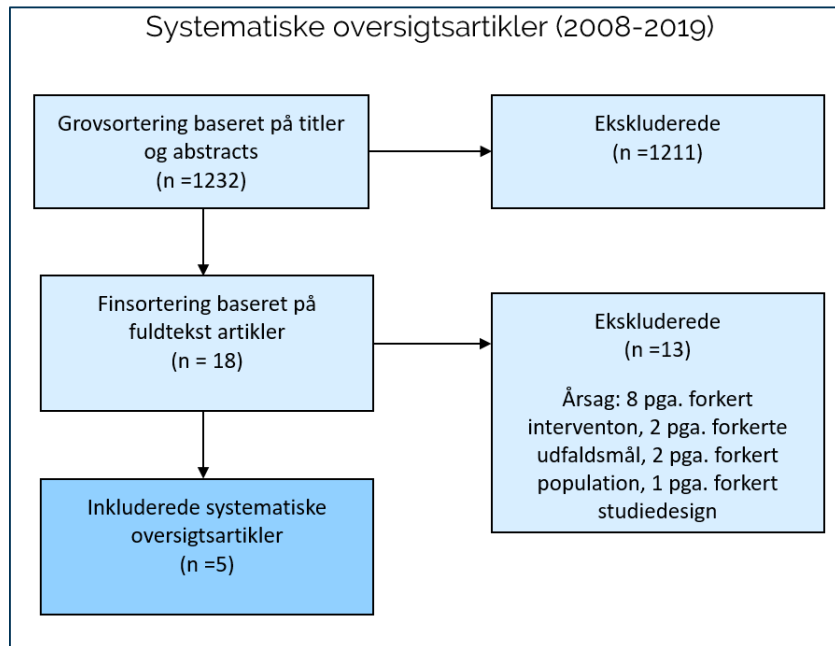 Systematiske oversigtsartikler (2008-2019)
Grovsortering baseret på titler
og abstracts
(n =1232)
Ekskluderede
(n =1211)
Finsortering baseret på
fuldtekst artikler
(n = 18)
Ekskluderede
(n =13)
Årsag: 8 pga. forkert
interventon, 2 pga. forkerte
udfaldsmål, 2 pga. forkert
population, 1 pga. forkert
studiedesign
Inkluderede systematiske
oversigtsartikler
(n =5)